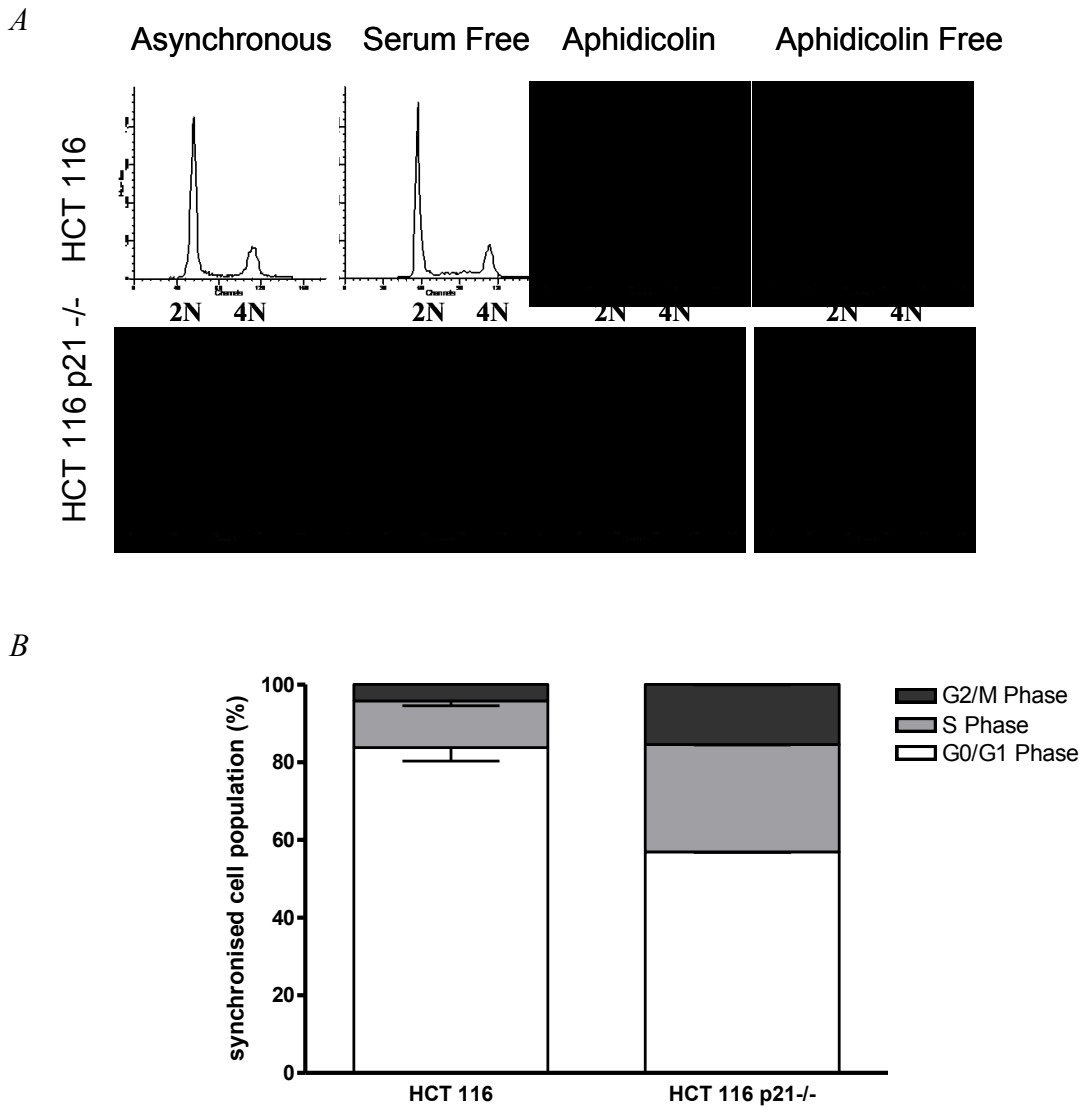 A
Asynchronous Serum Free Aphidicolin Aphidicolin Free
HCT 116
Channels Channels
2N 4N 2N 4N 2N 4N 2N 4N
HCT 116 p21 -/-
B
synchronised cell population (%)
100
80
60
40
20
0
HCT 116 HCT 116 p21-/-
G2/M Phase
S Phase
G0/G1 Phase